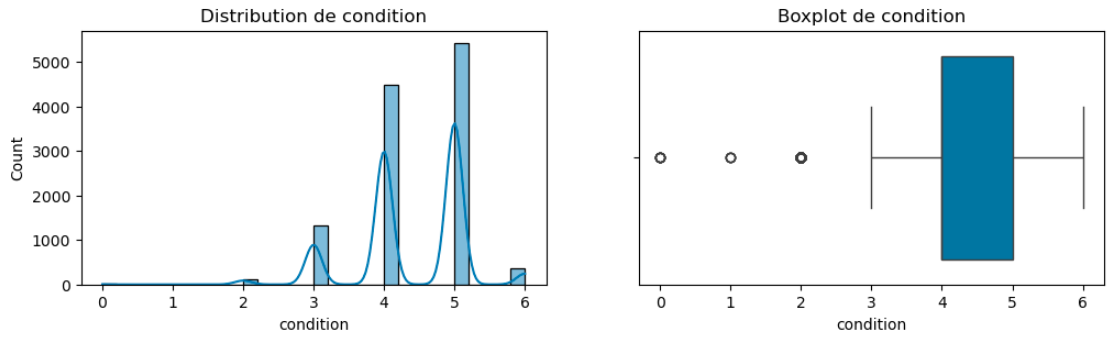 Distribution de condition
Count
5000
4000
3000
2000
1000
0
0 1 2 3 4 5 6
condition
Boxplot de condition
0 1 2 3 4 5 6
condition